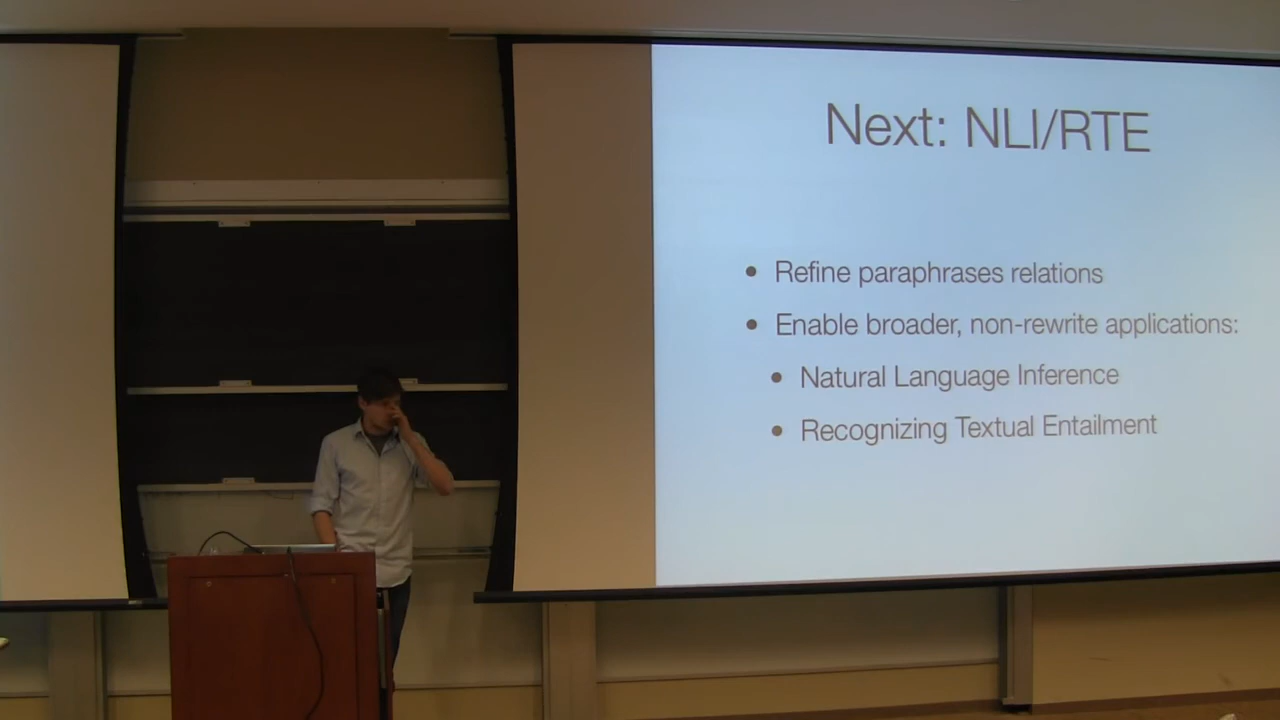 Next: NLI/RTE
• Refine paraphrases relations
• Enable broader, non-rewrite applications:
• Natural Language Inference
• Recognizing Textual Entailment